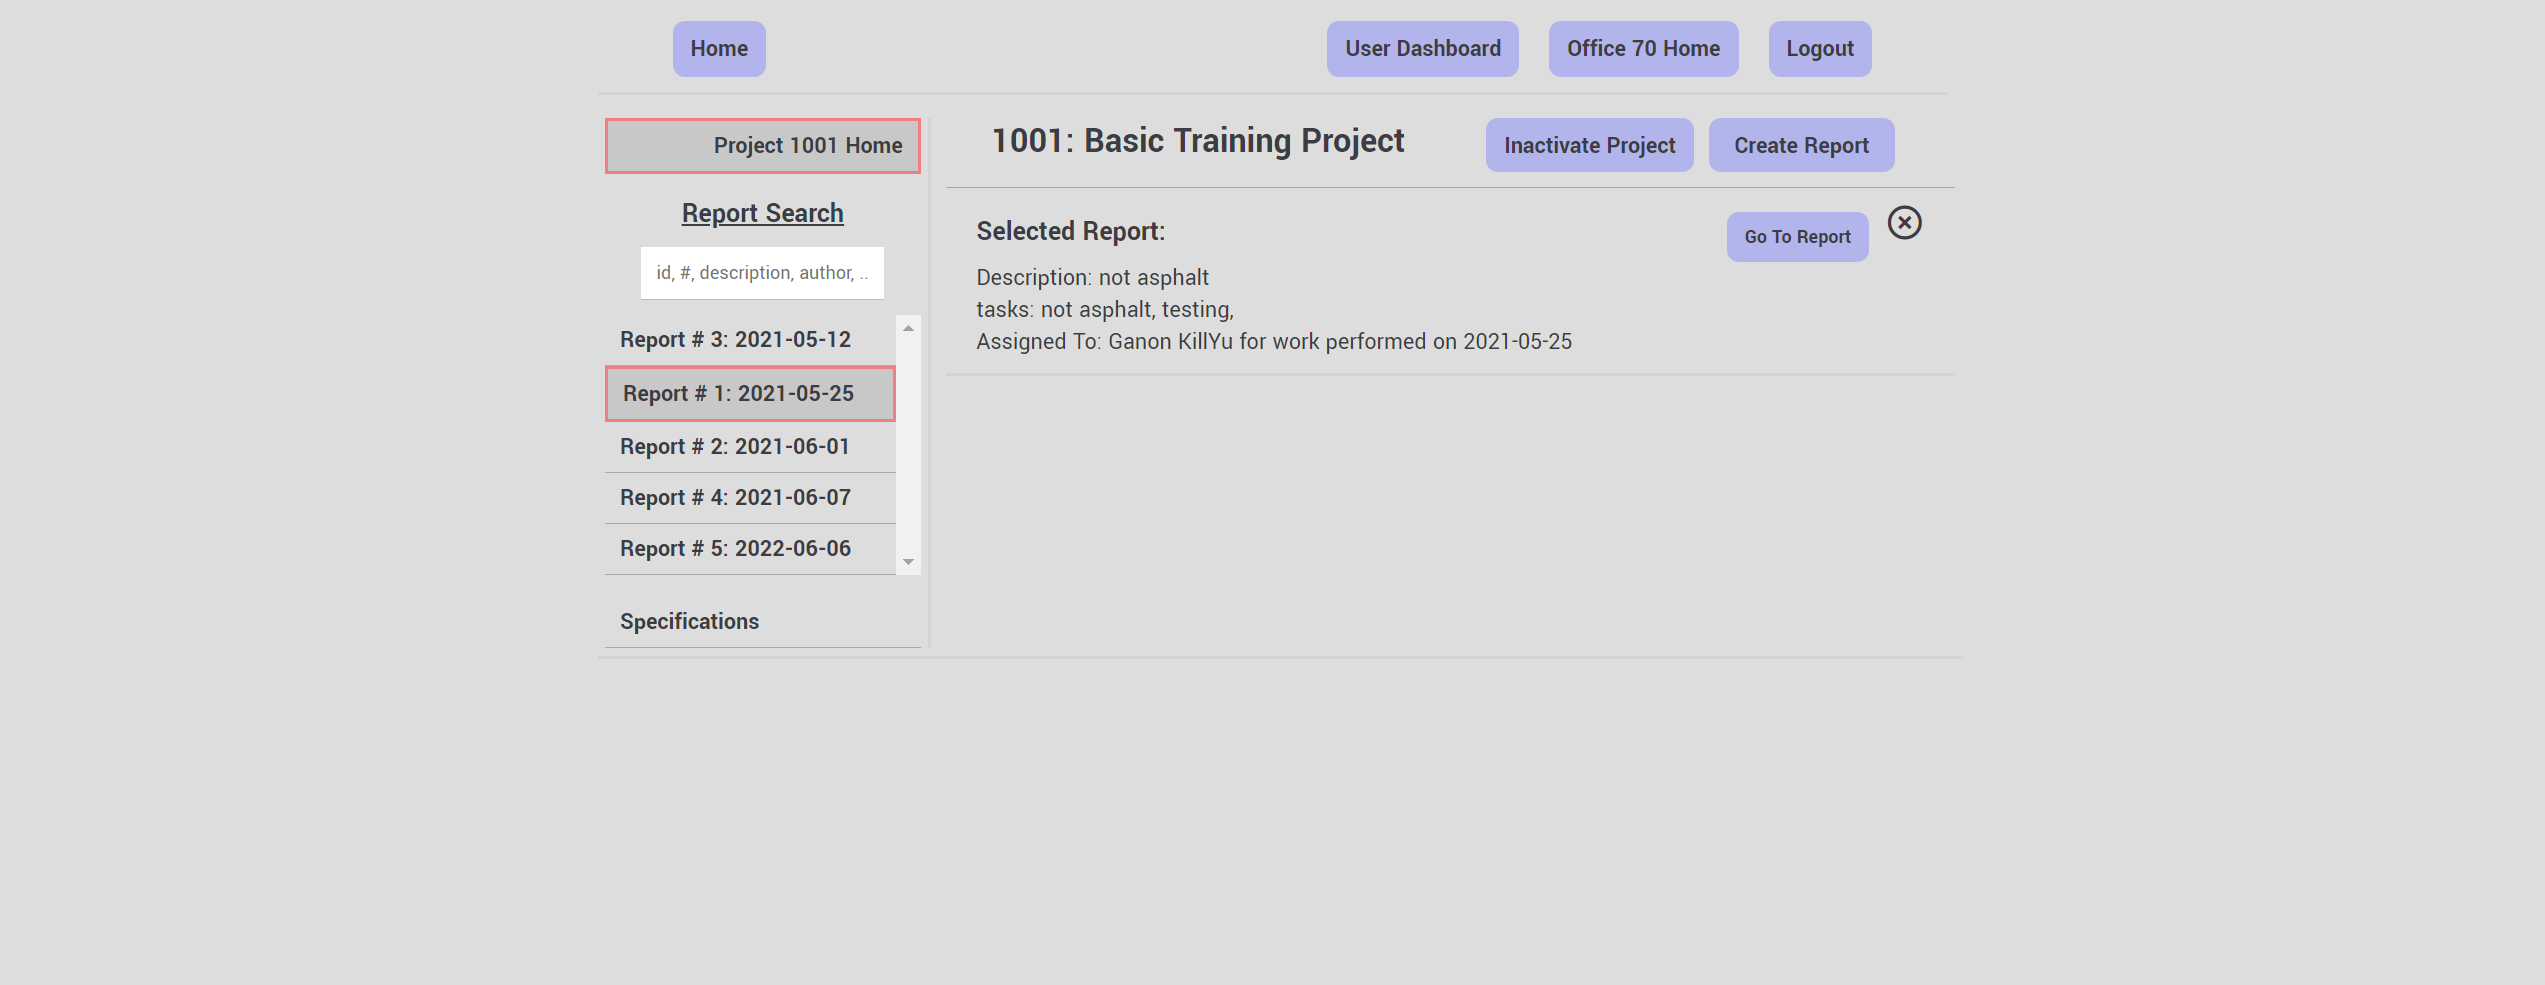 Home
User Dashboard
Office 70 Home
Logout
Project 1001 Home
Report Search
id, #, description, author, ..
Report # 3: 2021-05-12
Report # 1: 2021-05-25
Report # 2: 2021-06-01
Report # 4: 2021-06-07
Report # 5: 2022-06-06
Specifications
1001: Basic Training Project
Inactivate Project
Create Report
Selected Report:
Go To Report
Description: not asphalt
tasks: not asphalt, testing,
Assigned To: Ganon KillYu for work performed on 2021-05-25